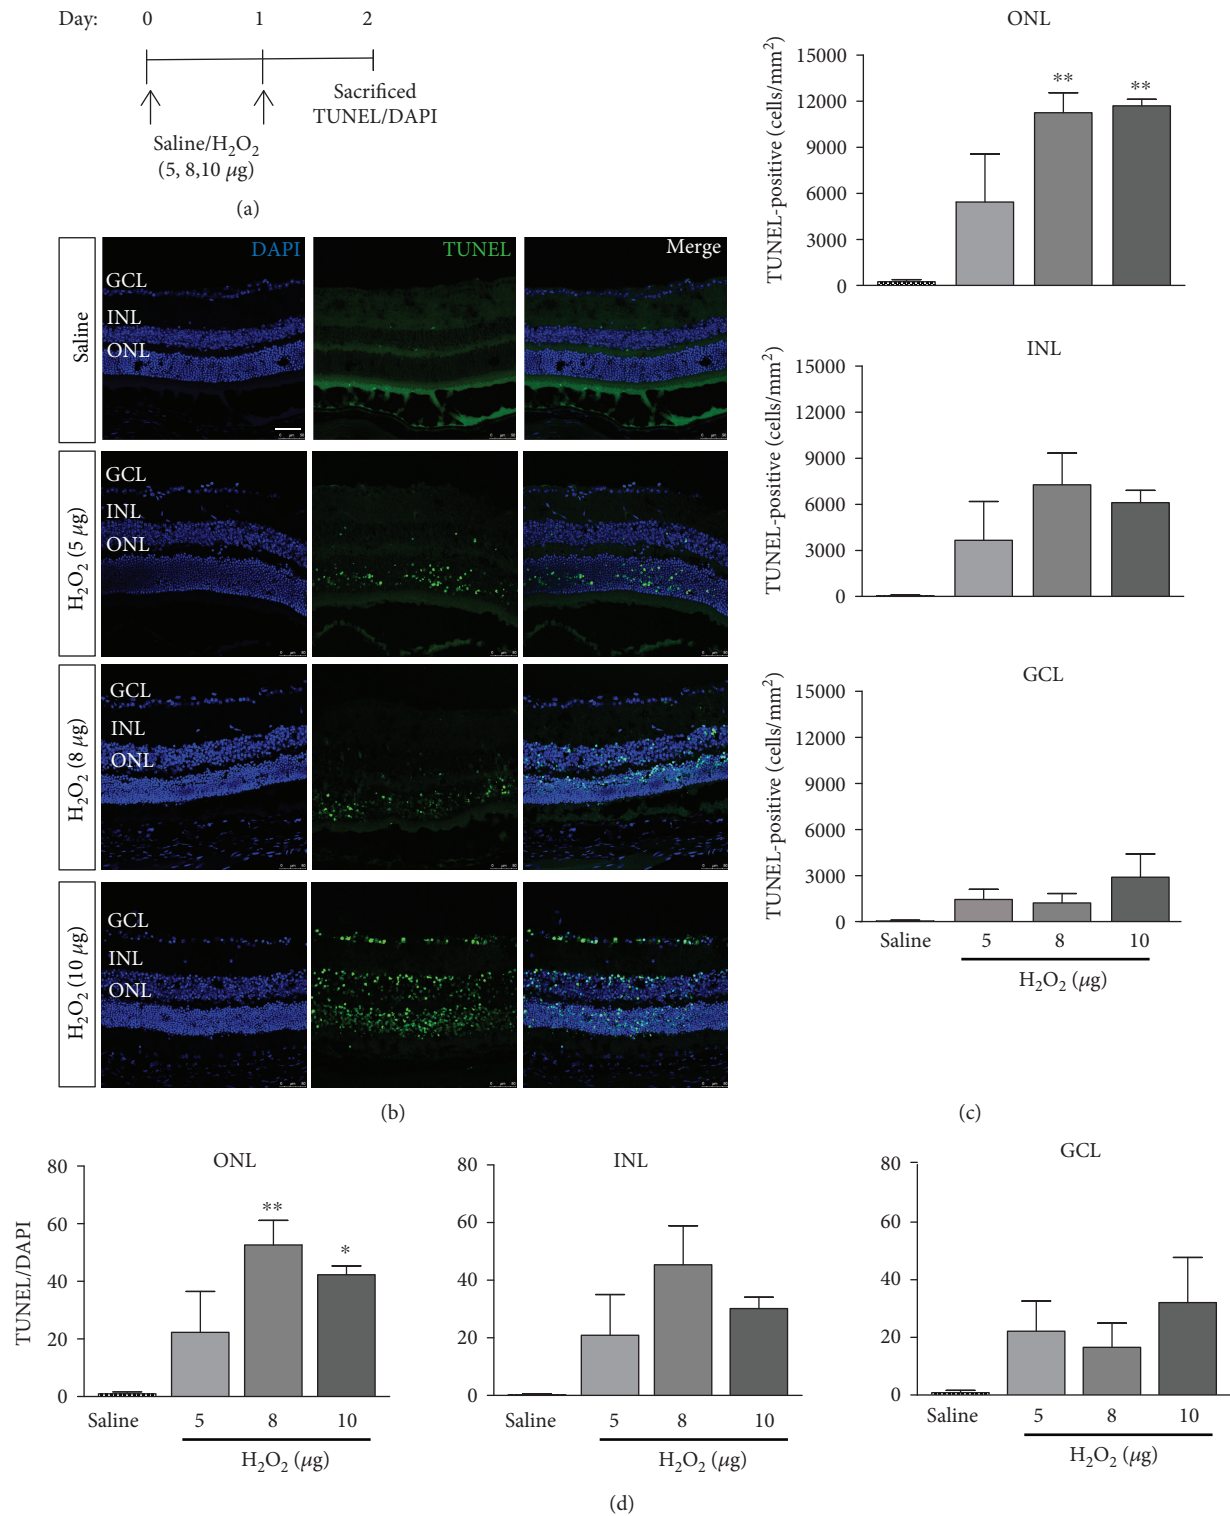 Day: 0 1 2
Sacrificed
TUNEL/DAPI
Saline/H₂O₂
(5, 8,10 μg)
(a)
Saline
DAPI
TUNEL
Merge
GCL
INL
ONL
H₂O₂ (5 μg)
GCL
INL
ONL
H₂O₂ (8 μg)
GCL
INL
ONL
H₂O₂ (10 μg)
GCL
INL
ONL
(b)
ONL
TUNEL-positive (cells/mm²)
15000
12000
9000
6000
3000
0
**
**
INL
TUNEL-positive (cells/mm²)
15000
12000
9000
6000
3000
0
GCL
TUNEL-positive (cells/mm²)
15000
12000
9000
6000
3000
0
Saline 5 8 10
H₂O₂ (μg)
(c)
ONL
TUNEL/DAPI
80
60
40
20
0
**
*
Saline 5 8 10
H₂O₂ (μg)
INL
80
60
40
20
0
Saline 5 8 10
H₂O₂ (μg)
GCL
80
60
40
20
0
Saline 5 8 10
H₂O₂ (μg)
(d)